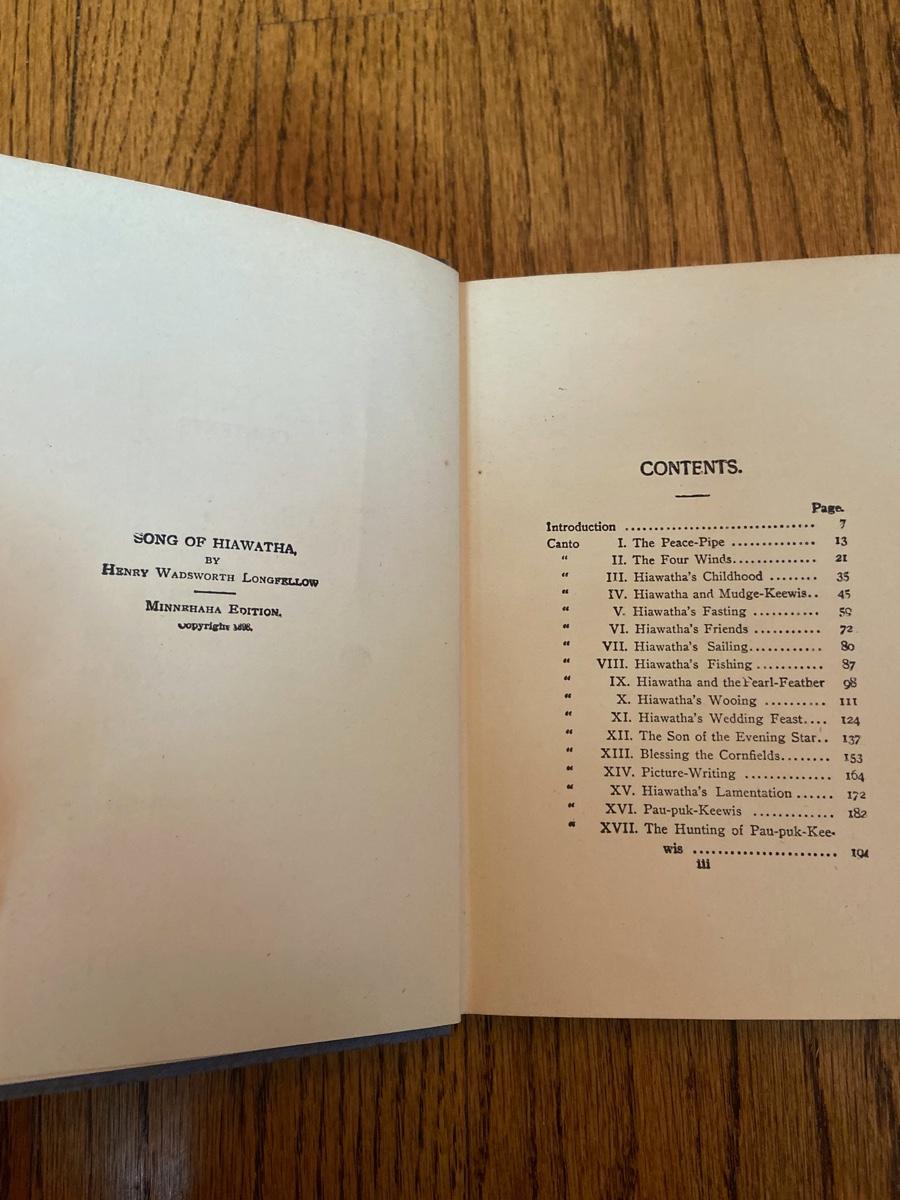 SONG OF HIAWATHA,
BY
HENRY WADSWORTH LONGFELLOW
MINNEHAHA EDITION.
Copyright 1898.
CONTENTS.
Page.
Introduction ................................ 7
Canto I. The Peace-Pipe .............. 13
“ II. The Four Winds.............. 21
“ III. Hiawatha's Childhood ........ 35
“ IV. Hiawatha and Mudge-Keewis.. 45
“ V. Hiawatha's Fasting ........... 59
“ VI. Hiawatha's Friends ........... 72
“ VII. Hiawatha's Sailing............ 80
“ VIII. Hiawatha's Fishing ........... 87
“ IX. Hiawatha and the Pearl-Feather 98
“ X. Hiawatha's Wooing .......... 111
“ XI. Hiawatha's Wedding Feast.... 124
“ XII. The Son of the Evening Star.. 137
“ XIII. Blessing the Cornfields........ 153
“ XIV. Picture-Writing .............. 164
“ XV. Hiawatha's Lamentation ...... 172
“ XVI. Pau-puk-Keewis ............. 182
“ XVII. The Hunting of Pau-puk-Kee-
wis ....................... 194
iii